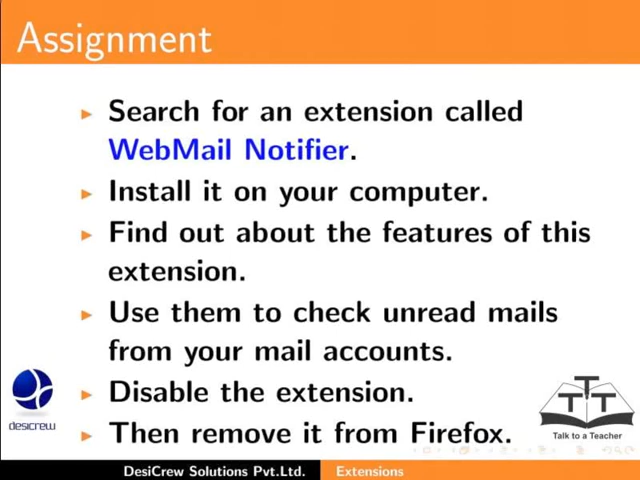 Assignment
Search for an extension called
WebMail Notifier.
Install it on your computer.
Find out about the features of this
extension.
Use them to check unread mails
from your mail accounts.
Disable the extension.
Then remove it from Firefox.
desicrew
T T T
Talk to a Teacher
DesiCrew Solutions Pvt.Ltd.
Extensions